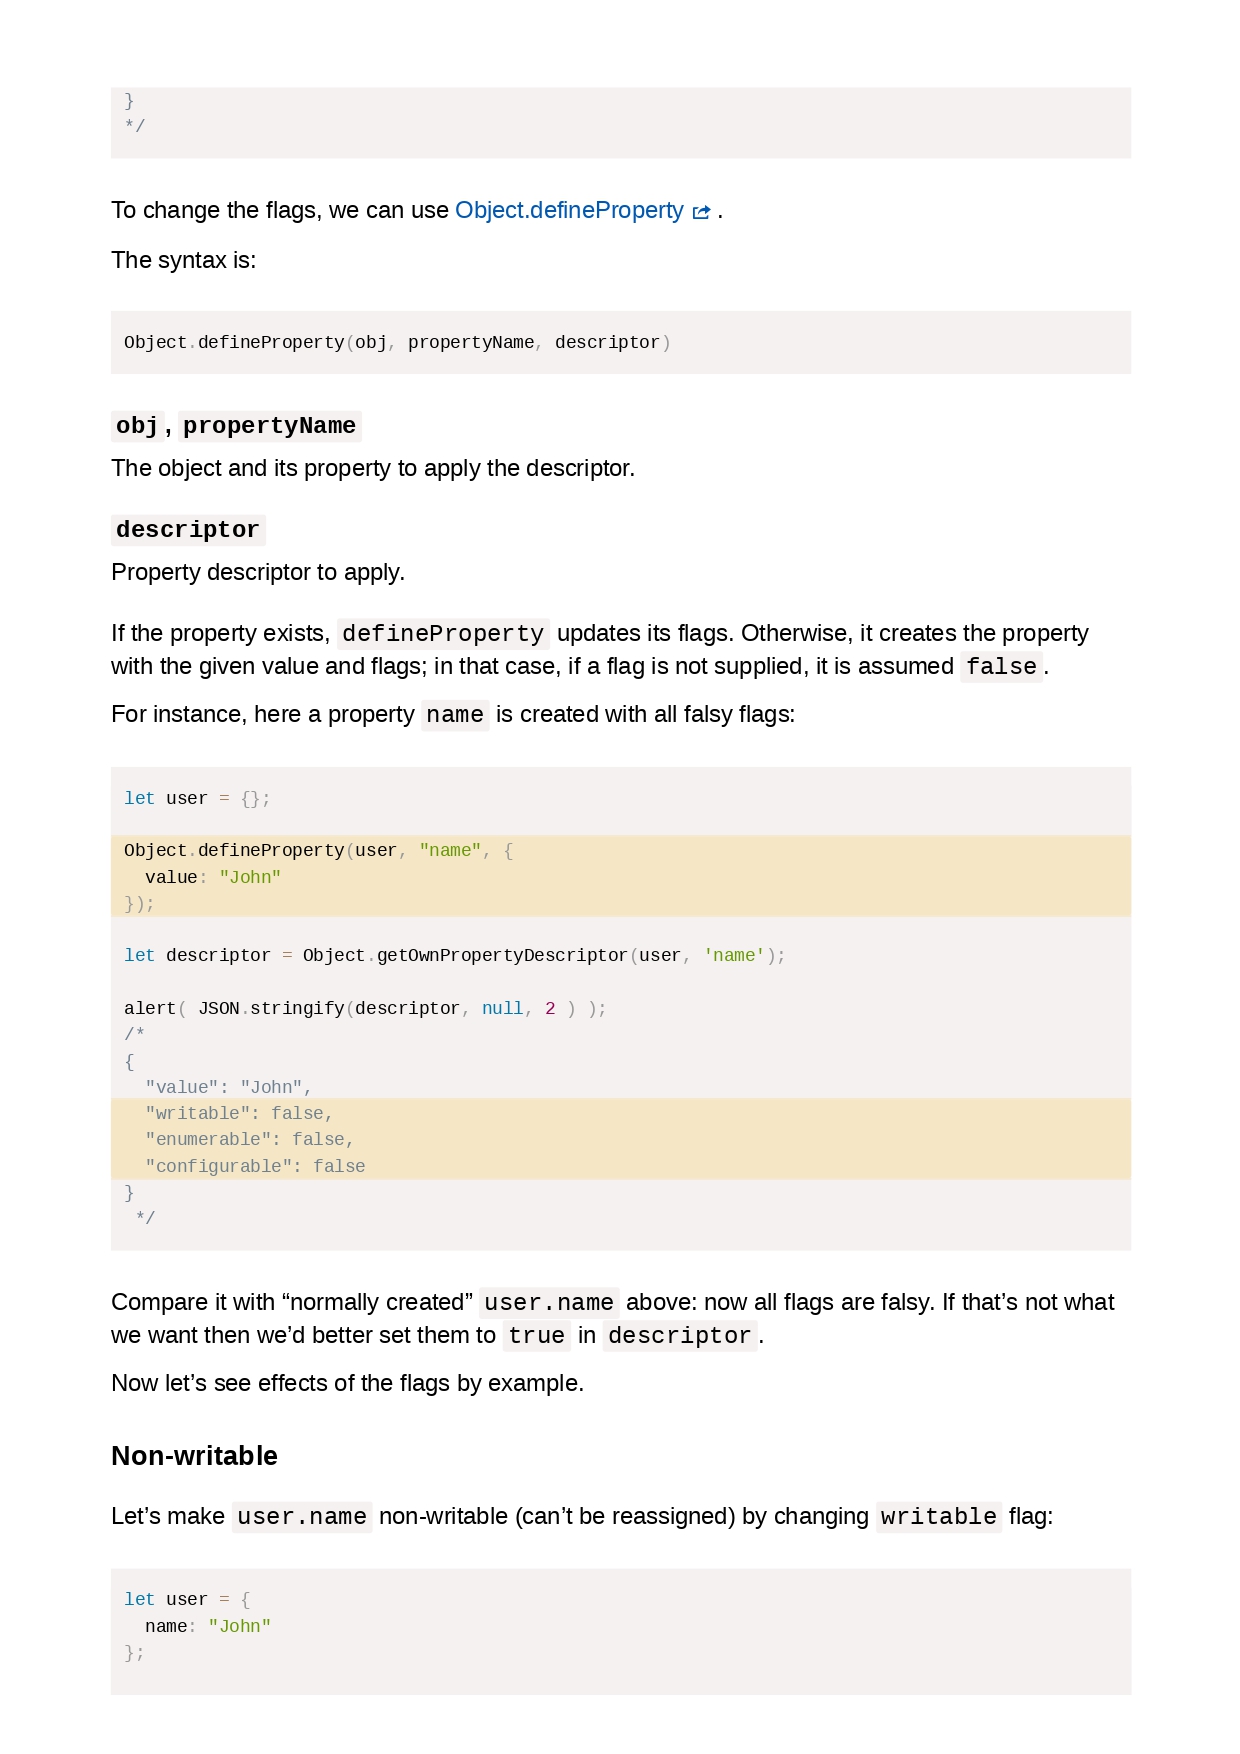 }
*/
To change the flags, we can use Object.defineProperty .
The syntax is:
Object.defineProperty(obj, propertyName, descriptor)
obj, propertyName
The object and its property to apply the descriptor.
descriptor
Property descriptor to apply.
If the property exists, defineProperty updates its flags. Otherwise, it creates the property
with the given value and flags; in that case, if a flag is not supplied, it is assumed false.
For instance, here a property name is created with all falsy flags:
let user = {};
Object.defineProperty(user, "name", {
  value: "John"
});
let descriptor = Object.getOwnPropertyDescriptor(user, 'name');
alert( JSON.stringify(descriptor, null, 2 ) );
/*
{
  "value": "John",
  "writable": false,
  "enumerable": false,
  "configurable": false
}
 */
Compare it with “normally created” user.name above: now all flags are falsy. If that’s not what
we want then we’d better set them to true in descriptor.
Now let’s see effects of the flags by example.
Non-writable
Let’s make user.name non-writable (can’t be reassigned) by changing writable flag:
let user = {
  name: "John"
};